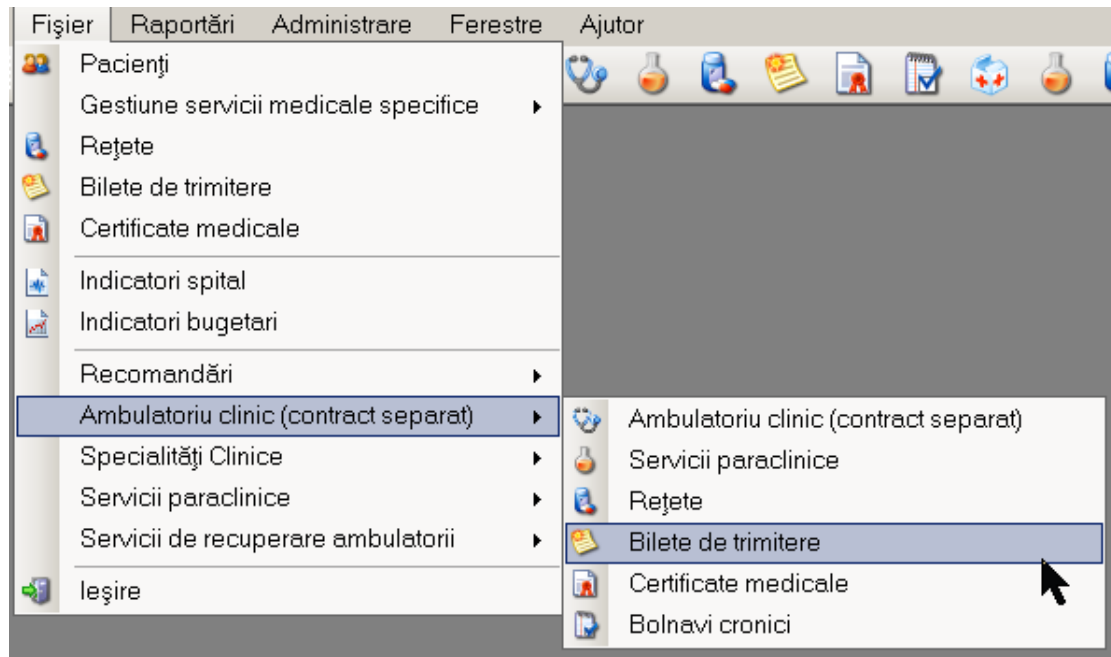 Fişier Raportări Administrare Ferestre Ajutor
Pacienţi
Gestiune servicii medicale specifice
Reţete
Bilete de trimitere
Certificate medicale
Indicatori spital
Indicatori bugetari
Recomandări
Ambulatoriu clinic (contract separat)
Specialităţi Clinice
Servicii paraclinice
Servicii de recuperare ambulatorii
Ieşire
Ambulatoriu clinic (contract separat)
Servicii paraclinice
Reţete
Bilete de trimitere
Certificate medicale
Bolnavi cronici